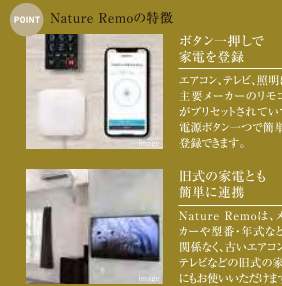 POINT
Nature Remoの特徴
ボタン一押しで
家電を登録
エアコン、テレビ、照明
主要メーカーのリモコ
がプリセットされてい
電源ボタン一つで簡単
登録できます。
image
旧式の家電とも
簡単に連携
Nature Remoは、メ
カーや型番・年式など
関係なく、古いエアコン
テレビなどの旧式の家
にもお使いいただけま
image